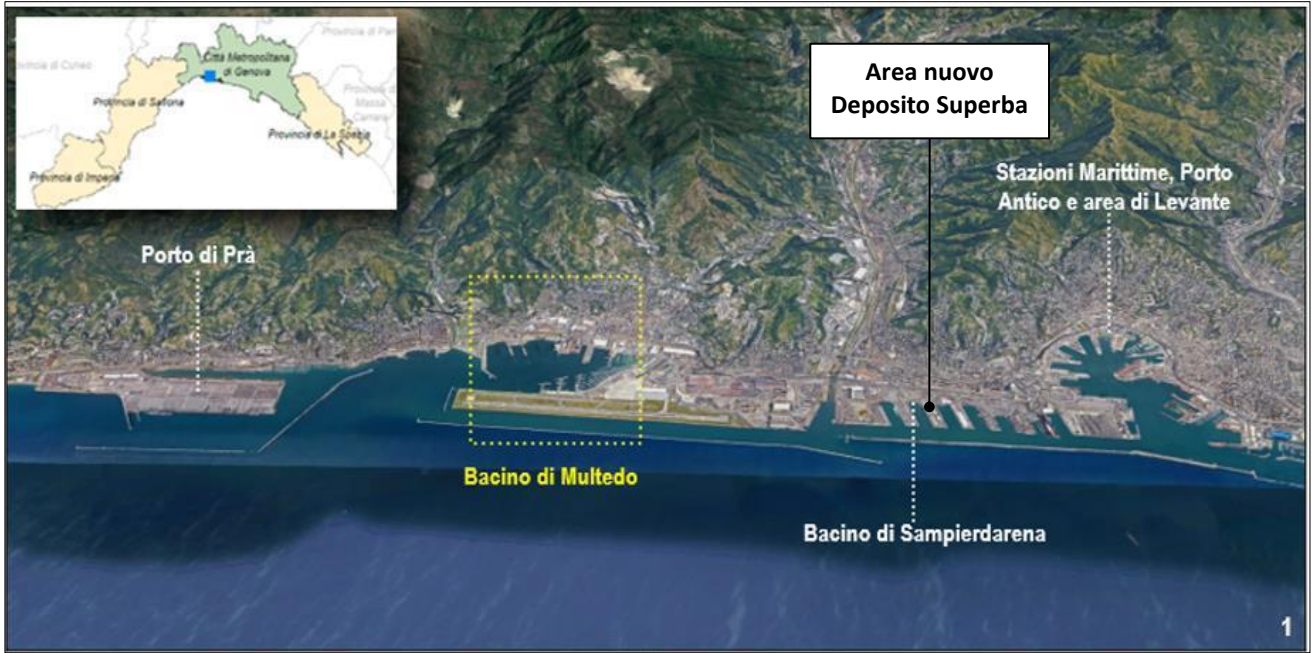 Provincia di Cuneo
Città Metropolitana
di Genova
Provincia di Savona
Massa
Carrara
Provincia di La Spezia
Provincia di Imperia
Area nuovo
Deposito Superba
Stazioni Marittime, Porto
Antico e area di Levante
Porto di Prà
Bacino di Multedo
Bacino di Sampierdarena
1